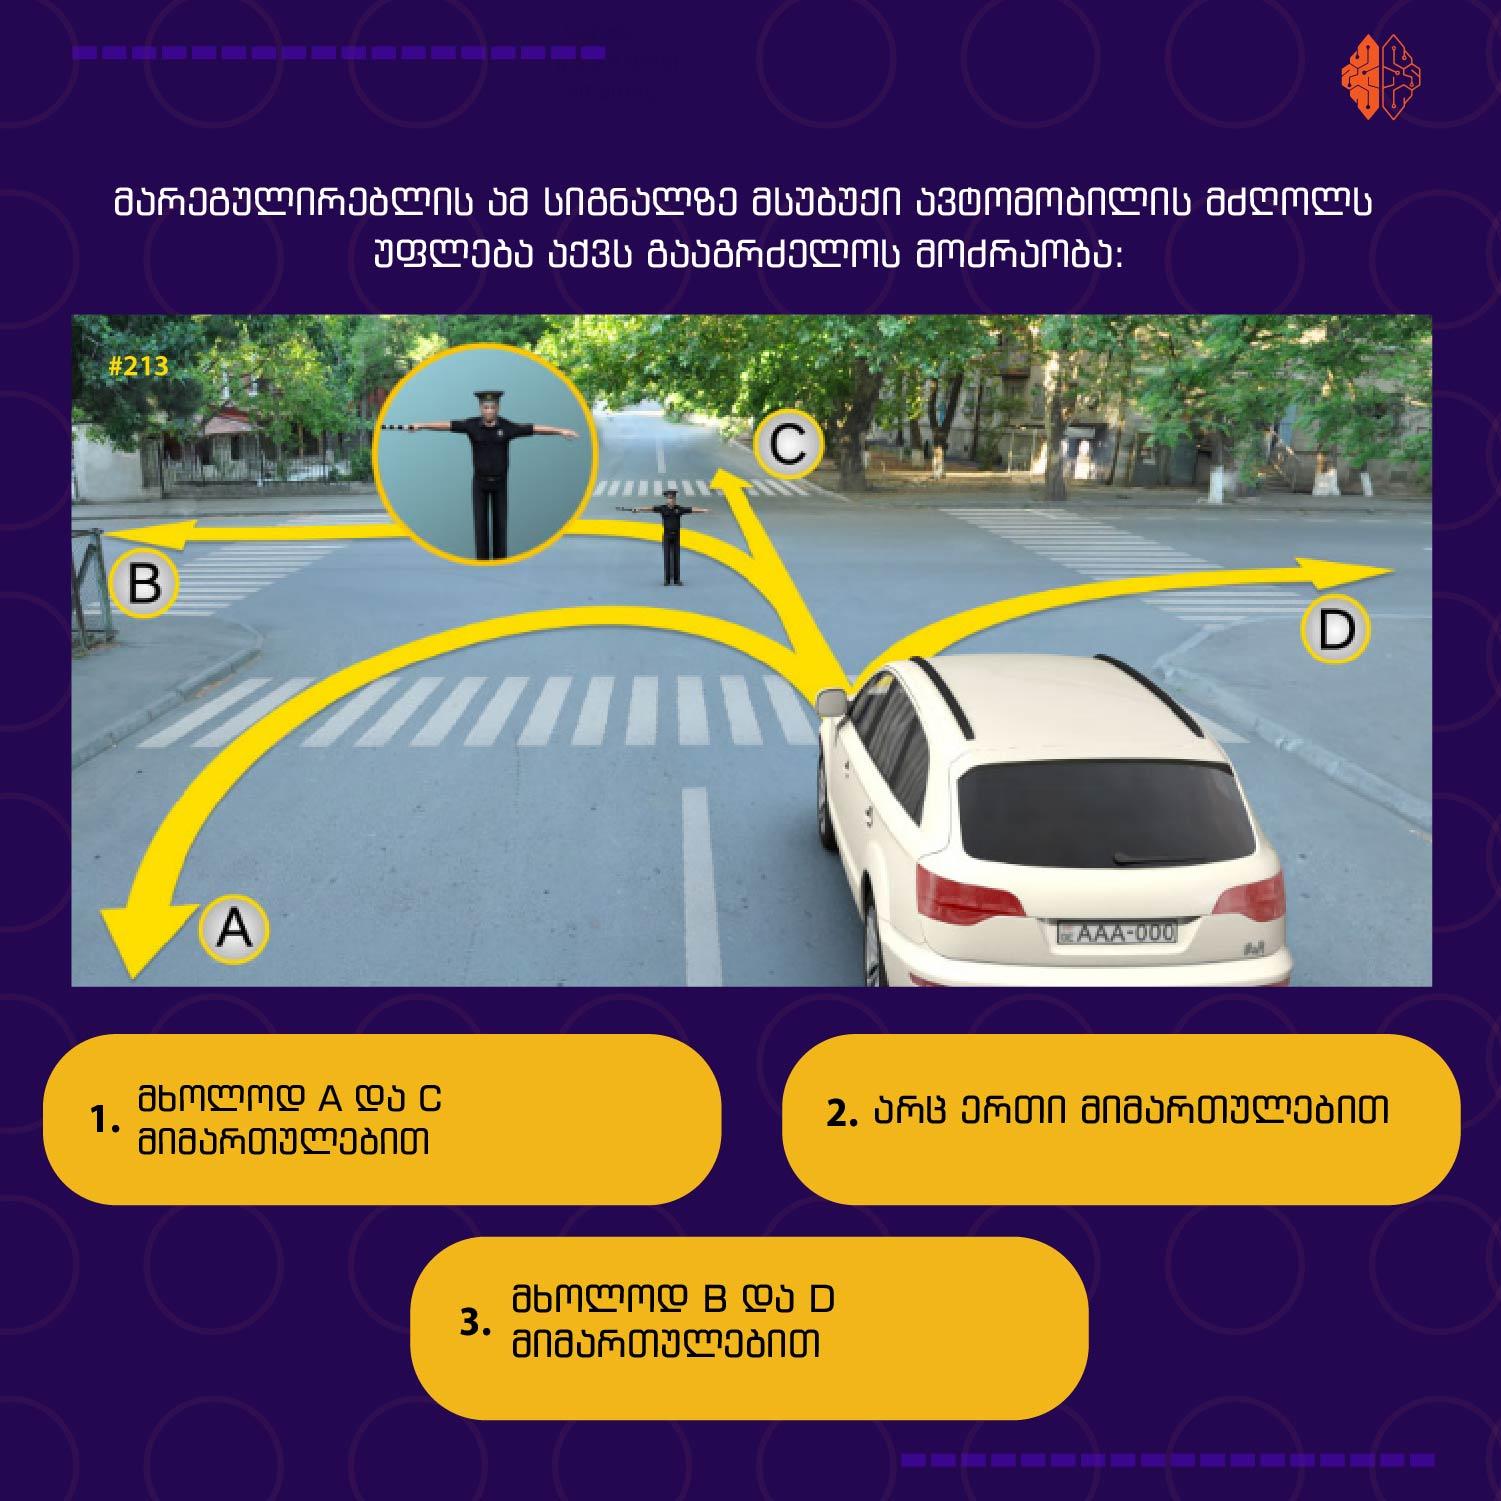 მარეგულირებლის ამ სიგნალზე მსუბუქი ავტომობილის მძღოლს
უფლება აქვს გააგრძელოს მოძრაობა:
#213
C
B
D
A
AAA-000
1. მხოლოდ A და C
მიმართულებით
2. არც ერთი მიმართულებით
3. მხოლოდ B და D
მიმართულებით